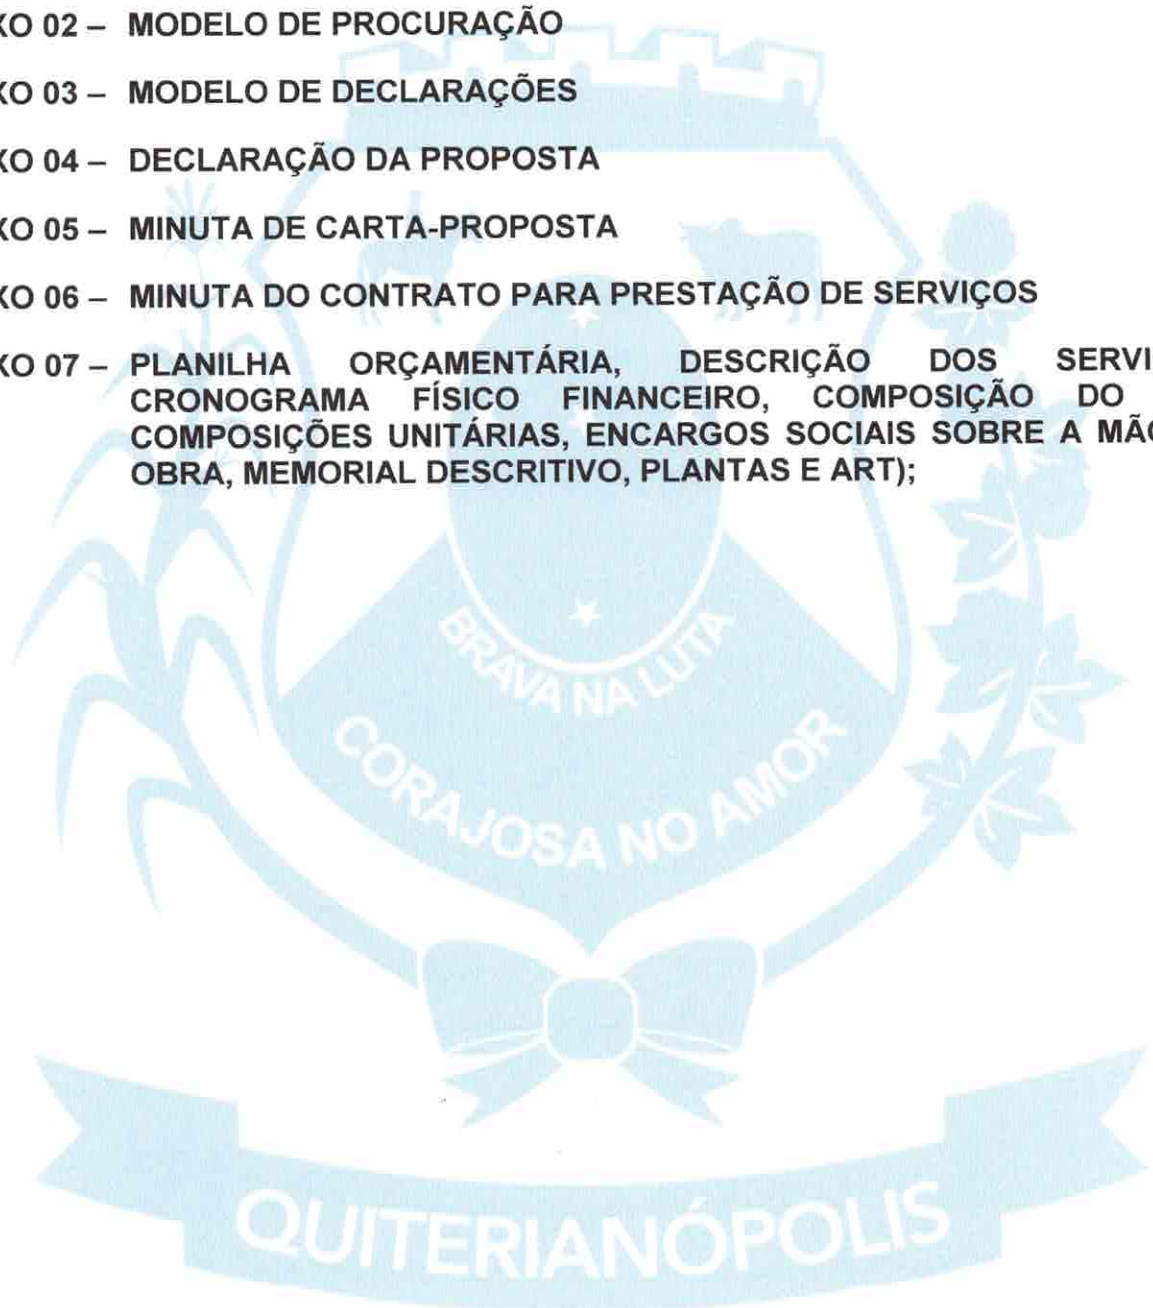 XO 02 – MODELO DE PROCURAÇÃO
XO 03 – MODELO DE DECLARAÇÕES
XO 04 – DECLARAÇÃO DA PROPOSTA
XO 05 – MINUTA DE CARTA-PROPOSTA
XO 06 – MINUTA DO CONTRATO PARA PRESTAÇÃO DE SERVIÇOS
XO 07 – PLANILHA ORÇAMENTÁRIA, DESCRIÇÃO DOS SERVI
CRONOGRAMA FÍSICO FINANCEIRO, COMPOSIÇÃO DO
COMPOSIÇÕES UNITÁRIAS, ENCARGOS SOCIAIS SOBRE A MÃO
OBRA, MEMORIAL DESCRITIVO, PLANTAS E ART);
BRAVA NA LUTA
CORAJOSA NO AMOR
QUITERIANÓPOLIS